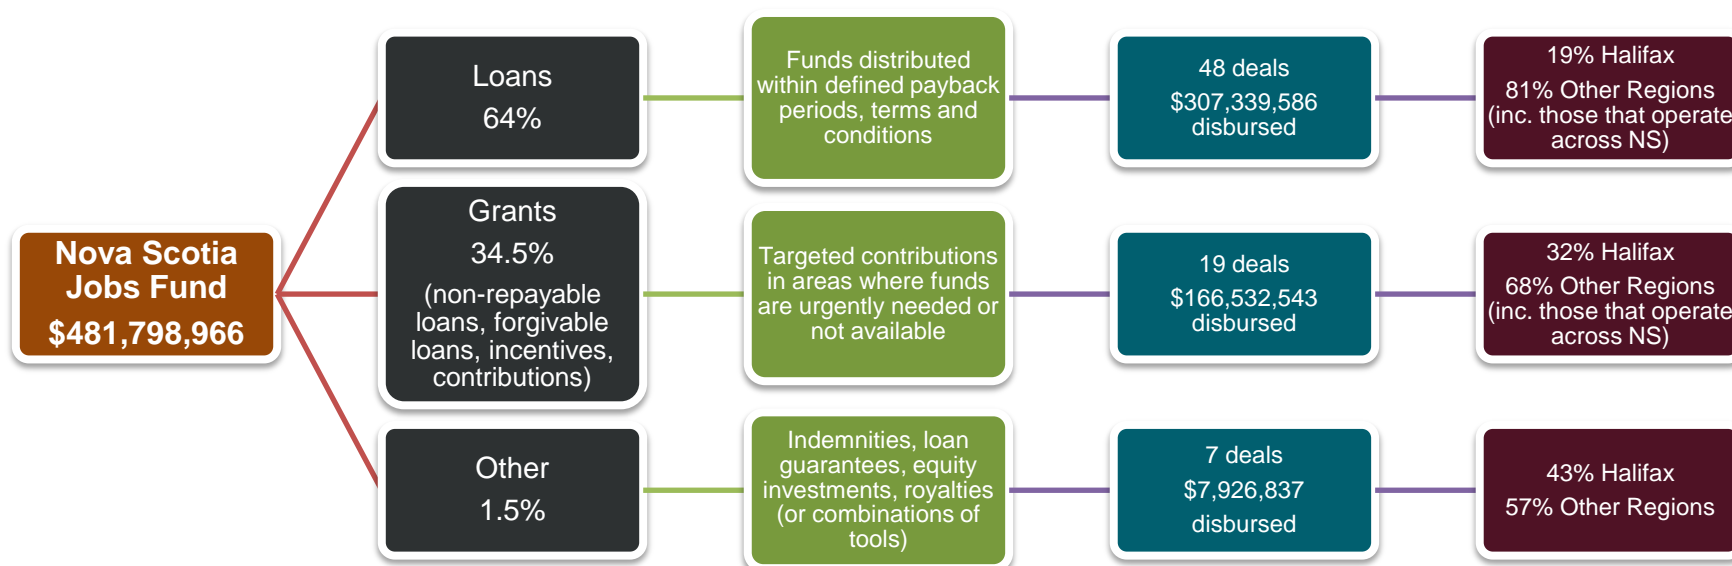 Nova Scotia
Jobs Fund
$481,798,966
Loans
64%
Funds distributed
within defined payback
periods, terms and
conditions
48 deals
$307,339,586
disbursed
19% Halifax
81% Other Regions
(inc. those that operate
across NS)
Grants
34.5%
(non-repayable
loans, forgivable
loans, incentives,
contributions)
Targeted contributions
in areas where funds
are urgently needed or
not available
19 deals
$166,532,543
disbursed
32% Halifax
68% Other Regions
(inc. those that operate
across NS)
Other
1.5%
Indemnities, loan
guarantees, equity
investments, royalties
(or combinations of
tools)
7 deals
$7,926,837
disbursed
43% Halifax
57% Other Regions